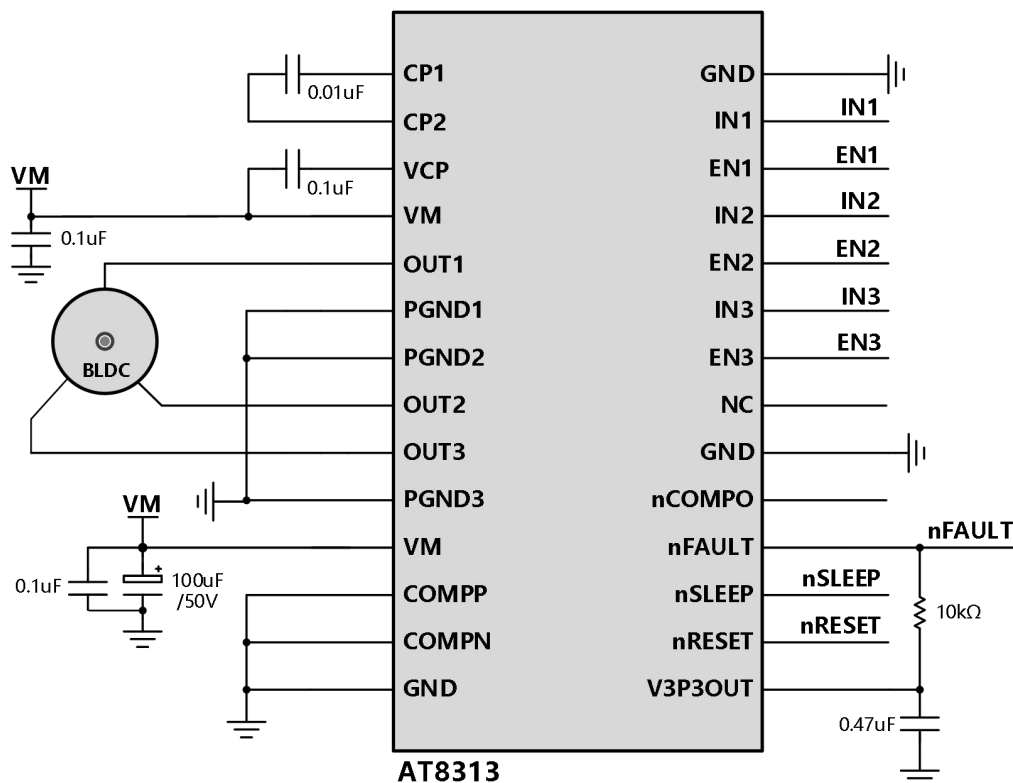 CP1
0.01uF
CP2
VCP
0.1uF
VM
VM
0.1uF
OUT1
PGND1
BLDC
PGND2
OUT2
OUT3
PGND3
VM
VM
0.1uF
+
100uF
/50V
COMPP
COMPN
GND
GND
IN1
IN1
EN1
EN1
IN2
IN2
EN2
EN2
IN3
IN3
EN3
EN3
NC
GND
nCOMPO
nFAULT
nFAULT
nSLEEP
nSLEEP
10kΩ
nRESET
nRESET
V3P3OUT
0.47uF
AT8313